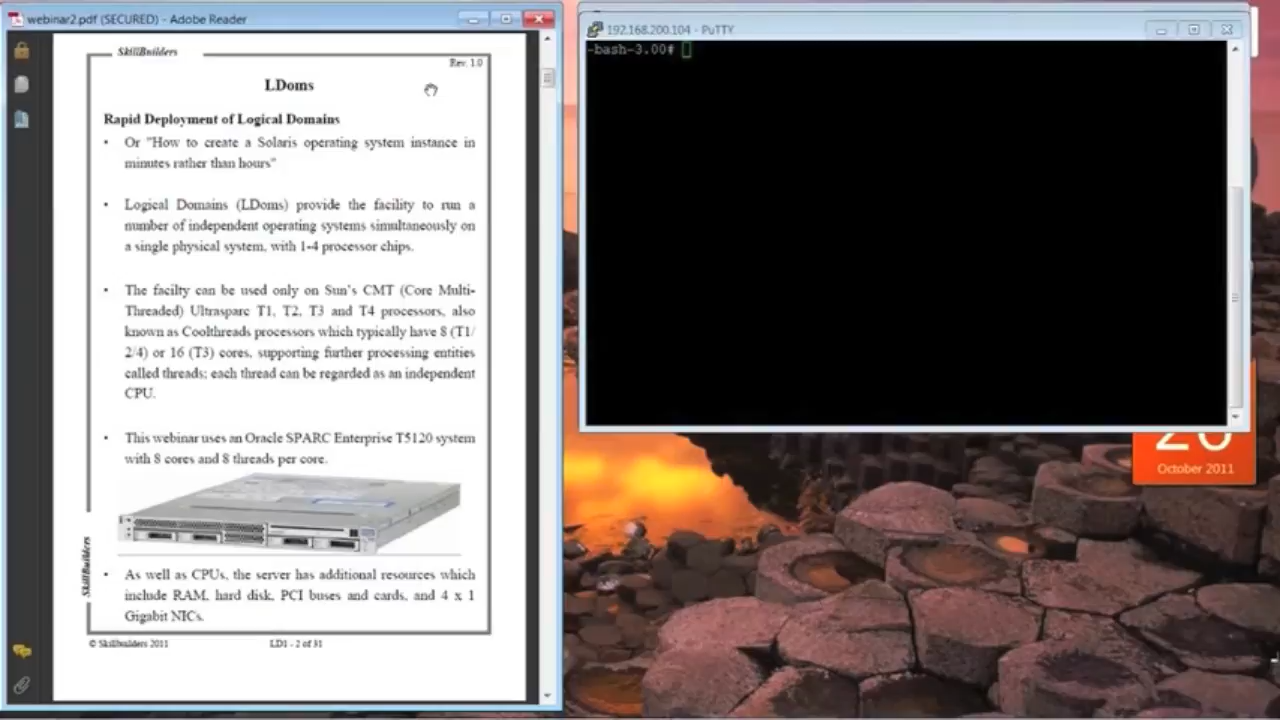 webinar2.pdf (SECURED) - Adobe Reader
SkillBuilders
Rev. 1.0
LDoms
Rapid Deployment of Logical Domains
• Or "How to create a Solaris operating system instance in
minutes rather than hours"
• Logical Domains (LDoms) provide the facility to run a
number of independent operating systems simultaneously on
a single physical system, with 1-4 processor chips.
• The facilty can be used only on Sun's CMT (Core Multi-
Threaded) Ultrasparc T1, T2, T3 and T4 processors, also
known as Coolthreads processors which typically have 8 (T1/
2/4) or 16 (T3) cores, supporting further processing entities
called threads; each thread can be regarded as an independent
CPU.
• This webinar uses an Oracle SPARC Enterprise T5120 system
with 8 cores and 8 threads per core.
• As well as CPUs, the server has additional resources which
include RAM, hard disk, PCI buses and cards, and 4 x 1
Gigabit NICs.
SkillBuilders
© Skillbuilders 2011
LD1 - 2 of 31
192.168.200.104 - PuTTY
-bash-3.00#
October 2011